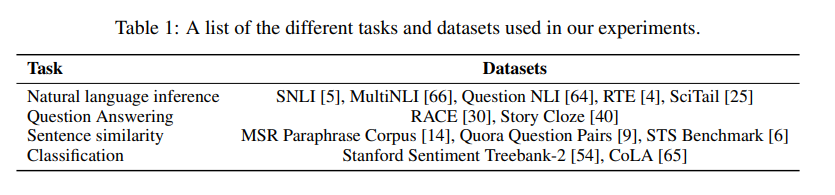 Table 1: A list of the different tasks and datasets used in our experiments.
Task Datasets
Natural language inference SNLI [5], MultiNLI [66], Question NLI [64], RTE [4], SciTail [25]
Question Answering RACE [30], Story Cloze [40]
Sentence similarity MSR Paraphrase Corpus [14], Quora Question Pairs [9], STS Benchmark [6]
Classification Stanford Sentiment Treebank-2 [54], CoLA [65]